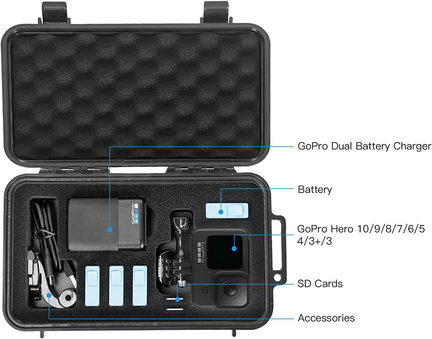 GoPro Dual Battery Charger
Battery
GoPro Hero 10/9/8/7/6/5
4/3+/3
SD Cards
Accessories
GoPro